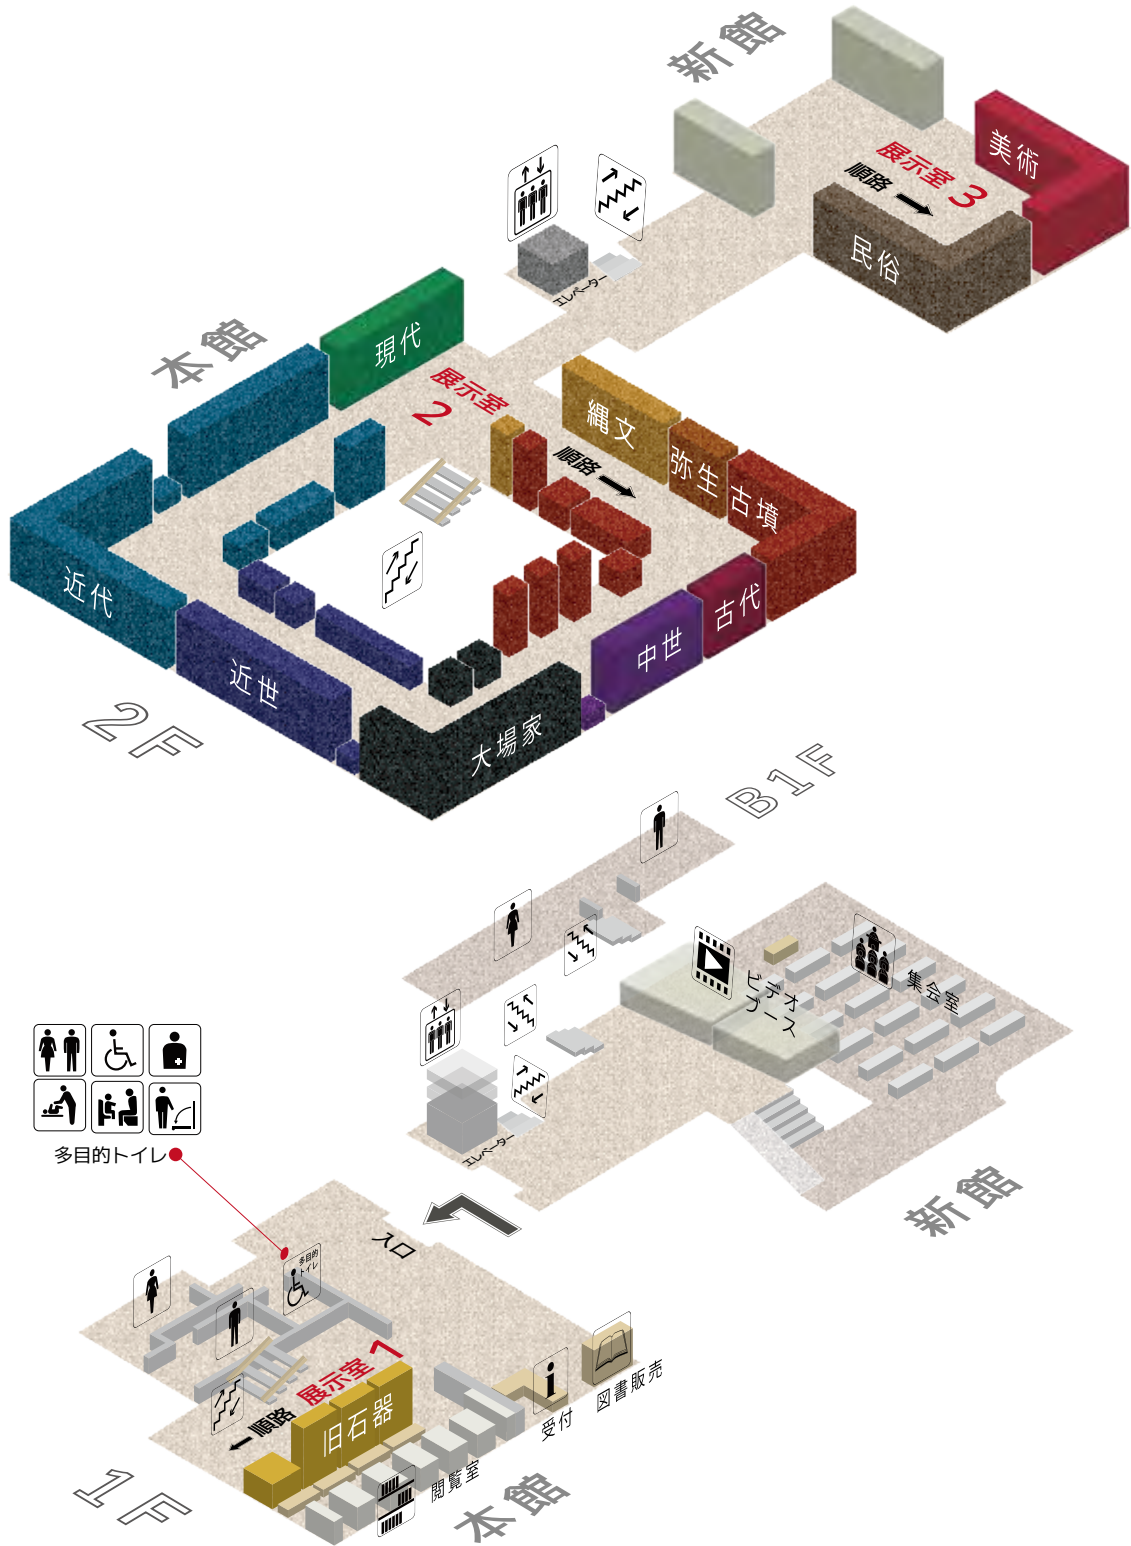 新館
美術
展示室3
順路
民俗
エレベーター
本館
現代
展示室
2
縄文
順路
弥生
古墳
近代
古代
中世
近世
大場家
2F
B1F
ビデオ
ブース
集会室
エレベーター
多目的トイレ
新館
入口
多目的
トイレ
展示室1
順路
旧石器
図書販売
受付
閲覧室
1F
本館